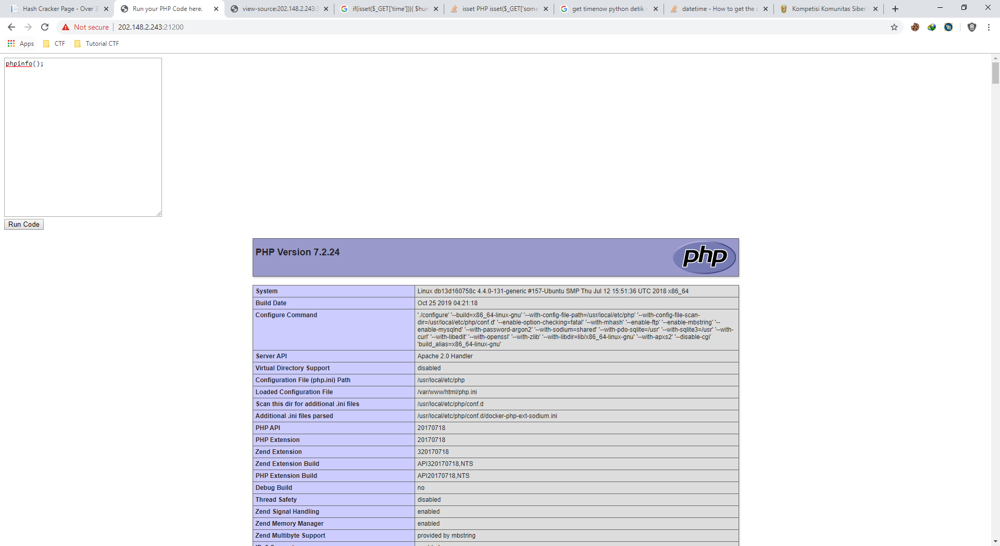 Hash Cracker Page - Over 3
Run your PHP Code here.
view-source:202.148.2.243:3
if(isset($_GET['time'])){ $hun
isset PHP isset($_GET['some
get timenow python detik -
datetime - How to get the c
Kompetisi Komunitas Siber
Not secure
202.148.2.243:21200
Apps
CTF
Tutorial CTF
phpinfo();
Run Code
PHP Version 7.2.24
php
System Linux db13d160758c 4.4.0-131-generic #157-Ubuntu SMP Thu Jul 12 15:51:36 UTC 2018 x86_64
Build Date Oct 25 2019 04:21:18
Configure Command './configure' '--build=x86_64-linux-gnu' '--with-config-file-path=/usr/local/etc/php' '--with-config-file-scan-
dir=/usr/local/etc/php/conf.d' '--enable-option-checking=fatal' '--with-mhash' '--enable-ftp' '--enable-mbstring' '--
enable-mysqlnd' '--with-password-argon2' '--with-sodium=shared' '--with-pdo-sqlite=/usr' '--with-sqlite3=/usr' '--with-
curl' '--with-libedit' '--with-openssl' '--with-zlib' '--with-libdir=lib/x86_64-linux-gnu' '--with-apxs2' '--disable-cgi'
'build_alias=x86_64-linux-gnu'
Server API Apache 2.0 Handler
Virtual Directory Support disabled
Configuration File (php.ini) Path /usr/local/etc/php
Loaded Configuration File /var/www/html/php.ini
Scan this dir for additional .ini files /usr/local/etc/php/conf.d
Additional .ini files parsed /usr/local/etc/php/conf.d/docker-php-ext-sodium.ini
PHP API 20170718
PHP Extension 20170718
Zend Extension 320170718
Zend Extension Build API320170718,NTS
PHP Extension Build API20170718,NTS
Debug Build no
Thread Safety disabled
Zend Signal Handling enabled
Zend Memory Manager enabled
Zend Multibyte Support provided by mbstring